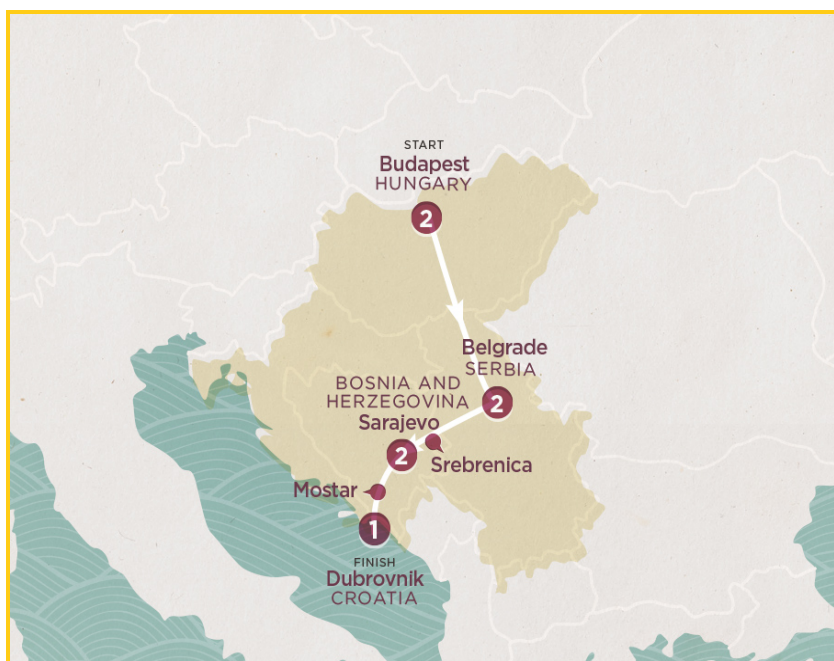 START
Budapest
HUNGARY
2
Belgrade
SERBIA
2
BOSNIA AND
HERZEGOVINA
Sarajevo
2
Srebrenica
Mostar
1
FINISH
Dubrovnik
CROATIA